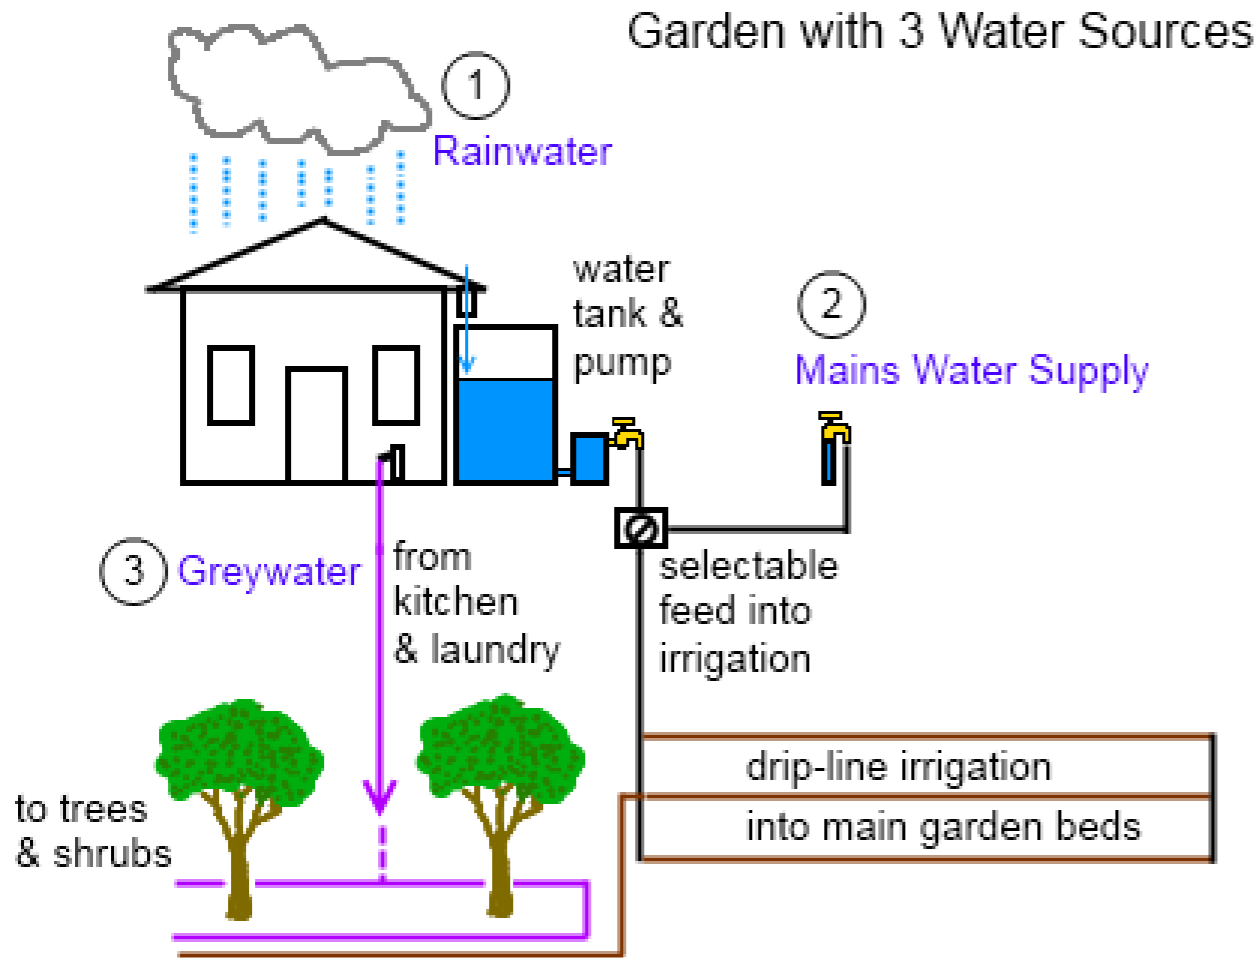 Garden with 3 Water Sources
1
Rainwater
water
tank &
pump
2
Mains Water Supply
3
Greywater
from
kitchen
& laundry
selectable
feed into
irrigation
to trees
& shrubs
drip-line irrigation
into main garden beds